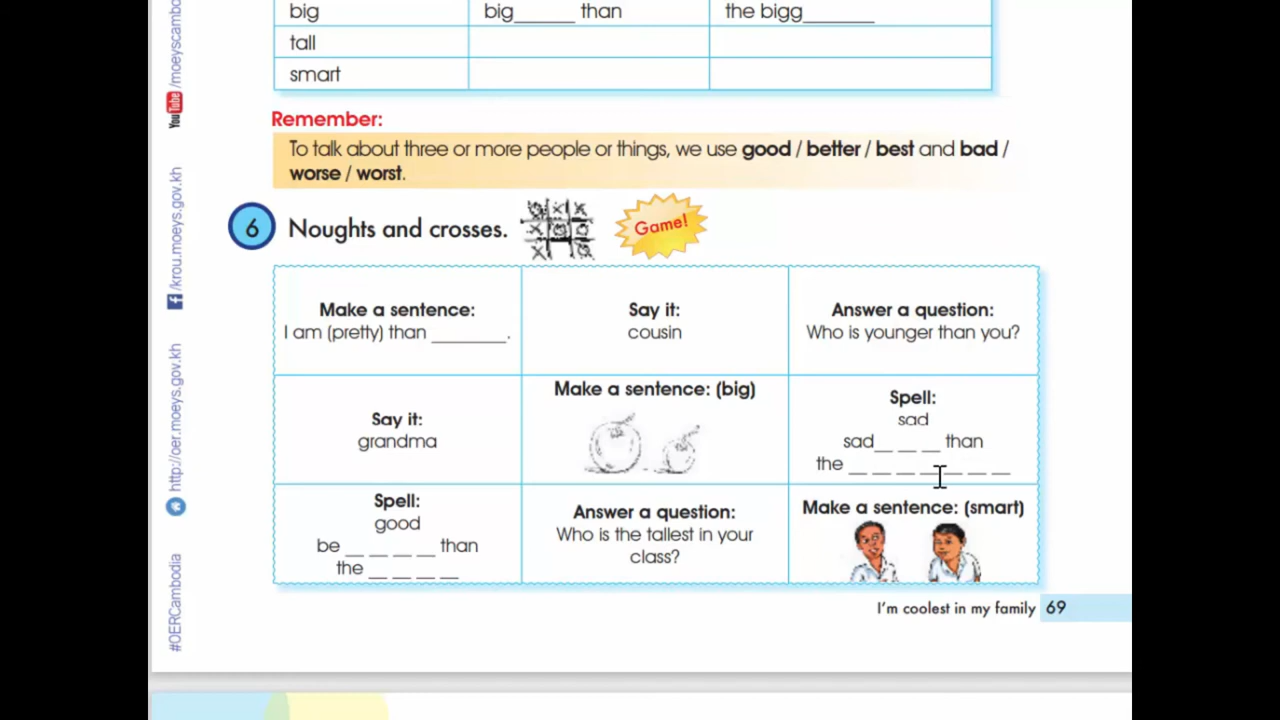 big big______ than the bigg_______
tall
smart
Remember:
To talk about three or more people or things, we use good / better / best and bad /
worse / worst.
6 Noughts and crosses. Game!
Make a sentence:
I am (pretty) than ________.
Say it:
cousin
Answer a question:
Who is younger than you?
Say it:
grandma
Make a sentence: (big)
Spell:
sad
sad__ __ __ than
the __ __ __ __ __ __ __
Spell:
good
be __ __ __ __ than
the __ __ __ __
Answer a question:
Who is the tallest in your
class?
Make a sentence: (smart)
I'm coolest in my family 69
YouTube /moeyscambo
f /krou.moeys.gov.kh
http://oer.moeys.gov.kh
#OERCambodia